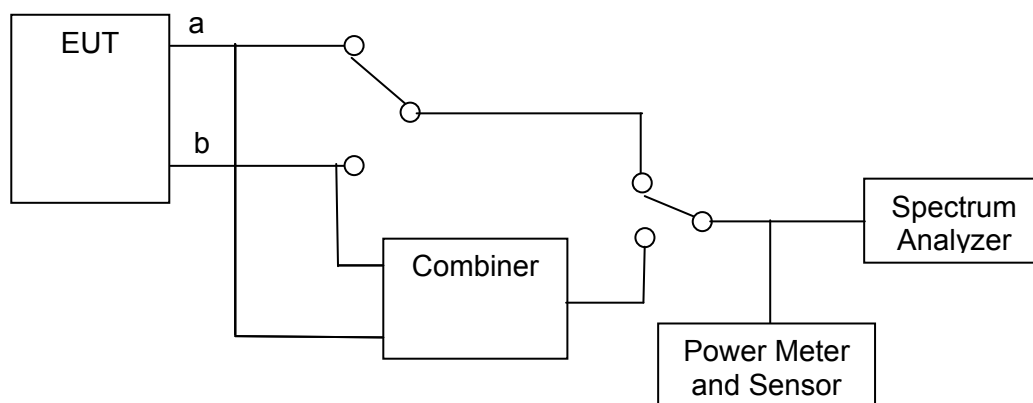 EUT
a
b
Combiner
Spectrum
Analyzer
Power Meter
and Sensor